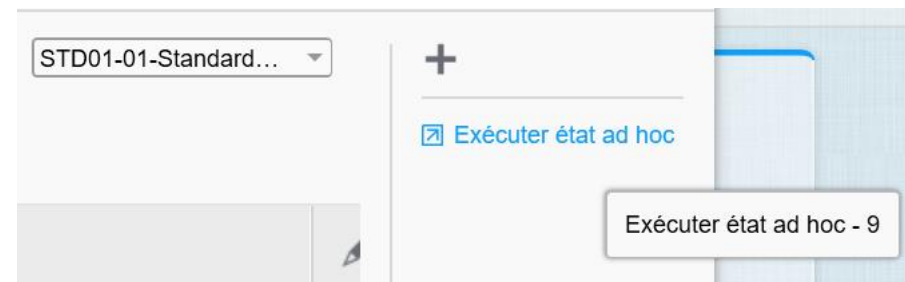 STD01-01-Standard…
Exécuter état ad hoc
Exécuter état ad hoc - 9